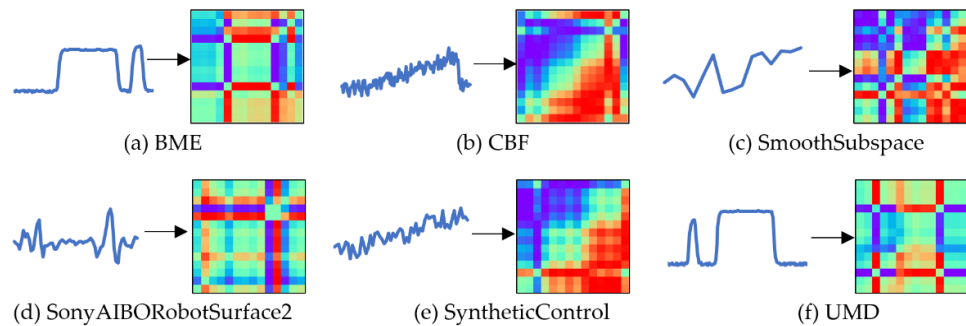 (a) BME
(b) CBF
(c) SmoothSubspace
(d) SonyAIBORobotSurface2
(e) SyntheticControl
(f) UMD